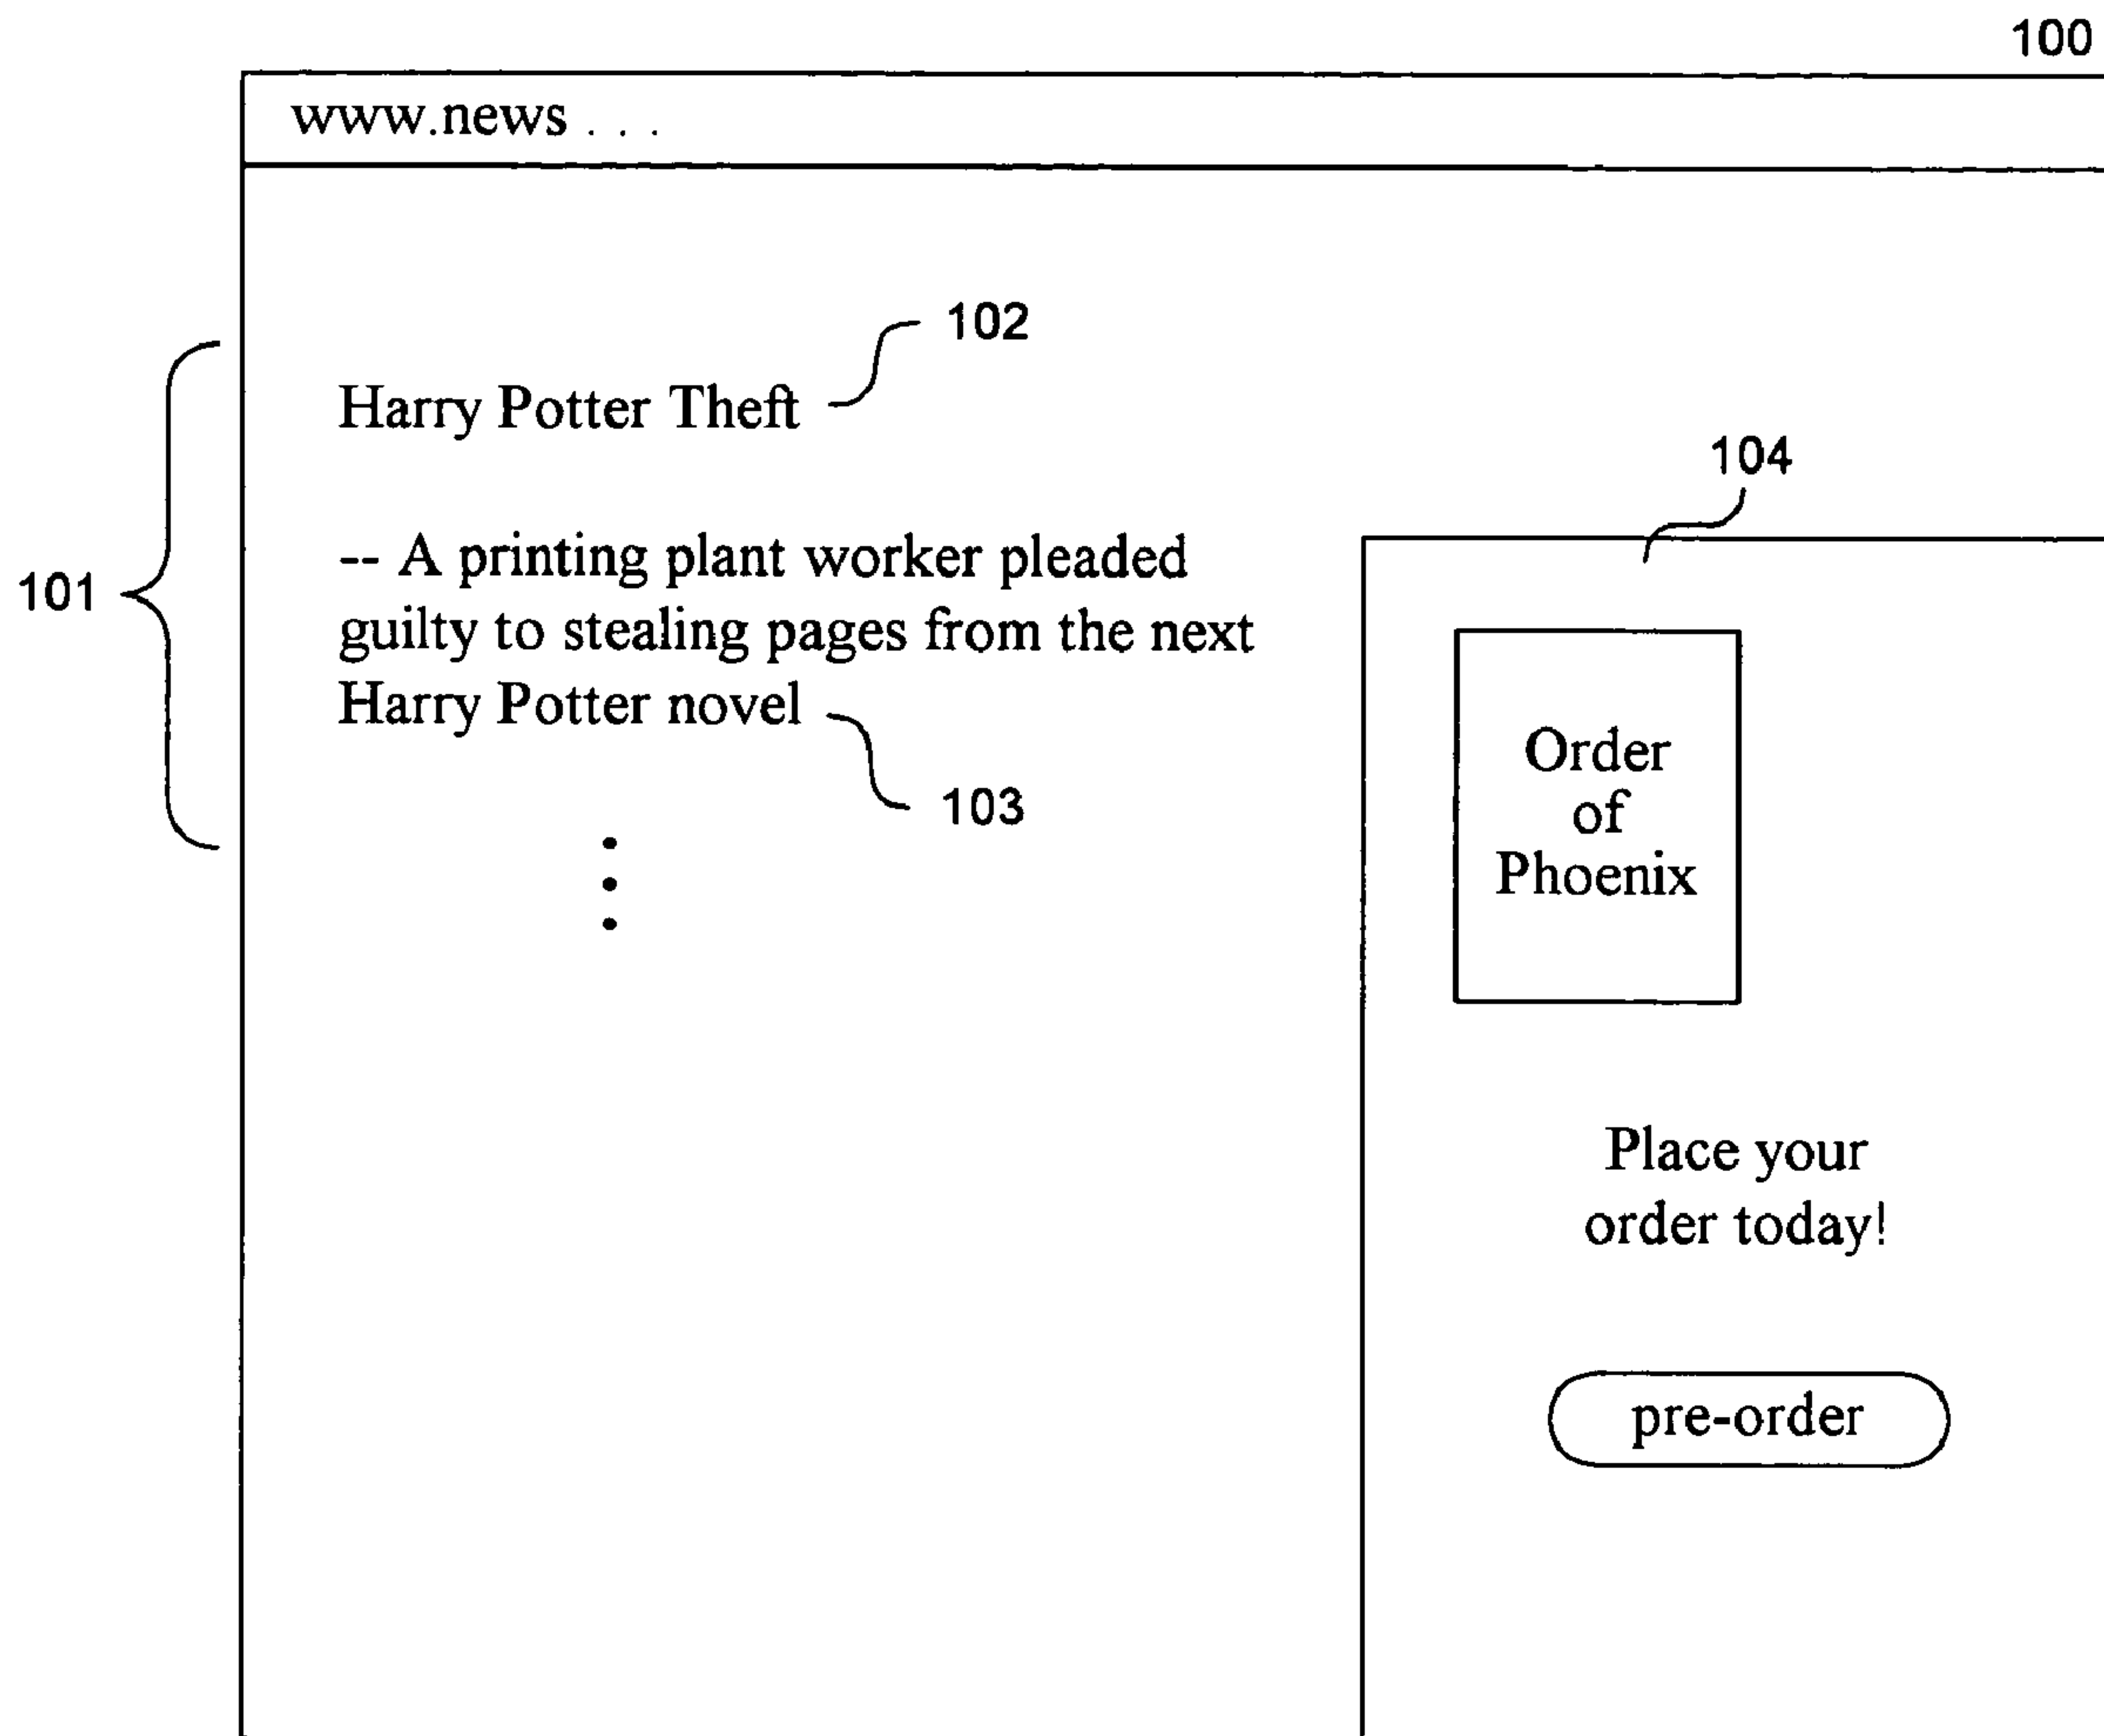 100
www.news . . .
102
Harry Potter Theft
104
-- A printing plant worker pleaded
guilty to stealing pages from the next
Harry Potter novel
101
103
Order
of
Phoenix
Place your
order today!
pre-order